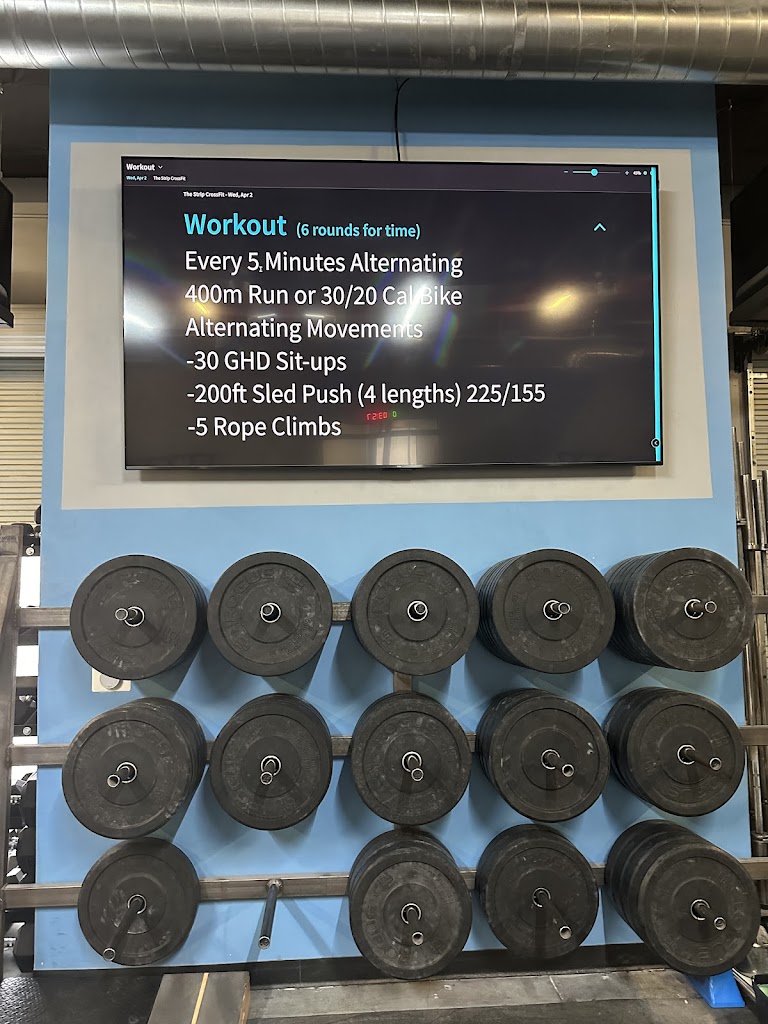 Workout
Wed, Apr 2 The Strip CrossFit
The Strip CrossFit - Wed, Apr 2
Workout (6 rounds for time)
Every 5 Minutes Alternating
400m Run or 30/20 Cal Bike
Alternating Movements
-30 GHD Sit-ups
-200ft Sled Push (4 lengths) 225/155
-5 Rope Climbs